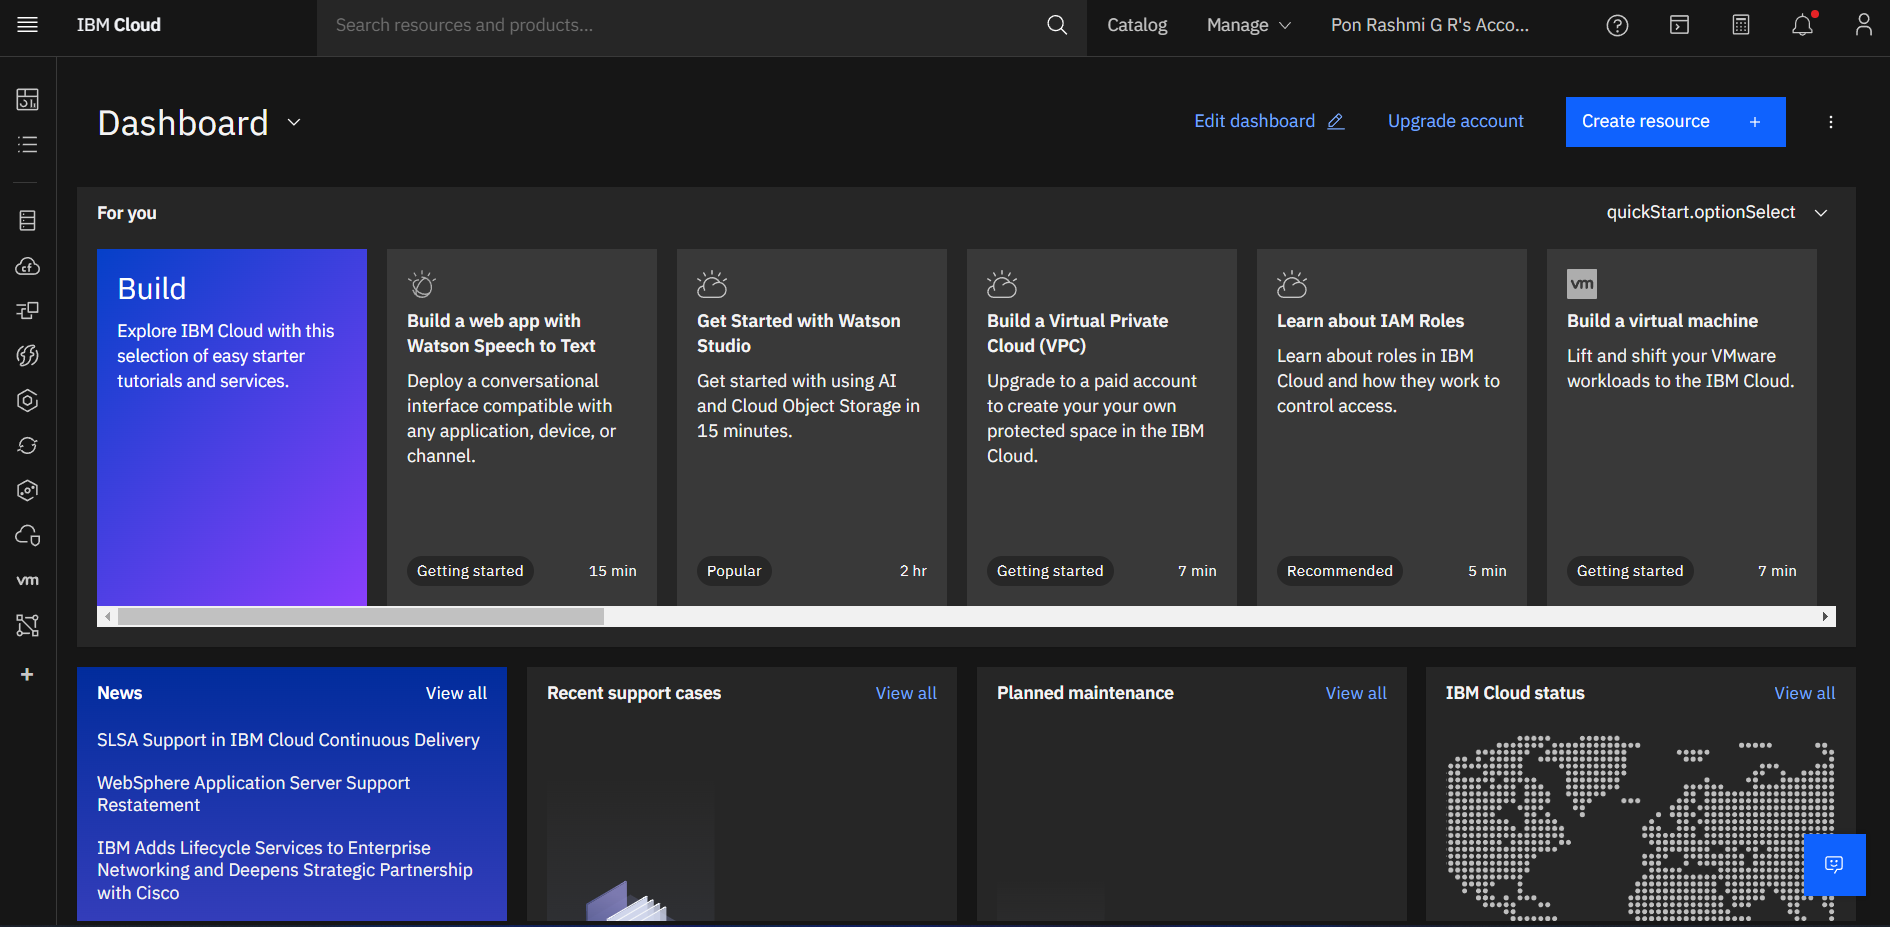 IBM Cloud
Search resources and products...
Catalog
Manage
Pon Rashmi G R's Acco...
Dashboard
Edit dashboard
Upgrade account
Create resource +
For you
quickStart.optionSelect
Build
Explore IBM Cloud with this
selection of easy starter
tutorials and services.
Build a web app with
Watson Speech to Text
Deploy a conversational
interface compatible with
any application, device, or
channel.
Getting started
15 min
Get Started with Watson
Studio
Get started with using AI
and Cloud Object Storage in
15 minutes.
Popular
2 hr
Build a Virtual Private
Cloud (VPC)
Upgrade to a paid account
to create your your own
protected space in the IBM
Cloud.
Getting started
7 min
Learn about IAM Roles
Learn about roles in IBM
Cloud and how they work to
control access.
Recommended
5 min
vm
Build a virtual machine
Lift and shift your VMware
workloads to the IBM Cloud.
Getting started
7 min
cf
vm
+
News
View all
SLSA Support in IBM Cloud Continuous Delivery
WebSphere Application Server Support
Restatement
IBM Adds Lifecycle Services to Enterprise
Networking and Deepens Strategic Partnership
with Cisco
Recent support cases
View all
Planned maintenance
View all
IBM Cloud status
View all